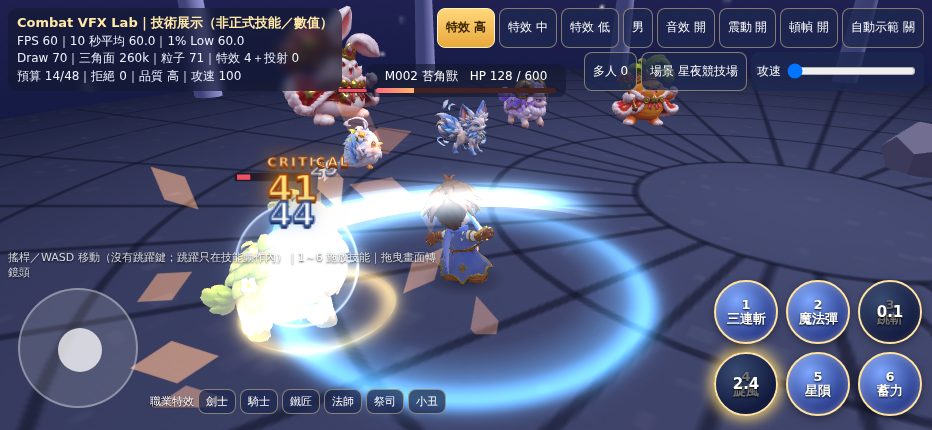 Combat VFX Lab｜技術展示（非正式技能／數值）
FPS 60｜10 秒平均 60.0｜1% Low 60.0
Draw 70｜三角面 260k｜粒子 71｜特效 4＋投射 0
預算 14/48｜拒絕 0｜品質 高｜攻速 100
特效 高
特效 中
特效 低
男
音效 開
震動 開
頓幀 開
自動示範 關
多人 0
場景 星夜競技場
攻速
M002 苔角獸 HP 128 / 600
CRITICAL
41
44
搖桿／WASD 移動（沒有跳躍鍵；跳躍只在技能動作內）｜1～6 施放技能｜拖曳畫面轉
鏡頭
1
三連斬
2
魔法彈
0.1
2.4
5
星隕
6
蓄力
職業特效
劍士
騎士
鐵匠
法師
祭司
小丑